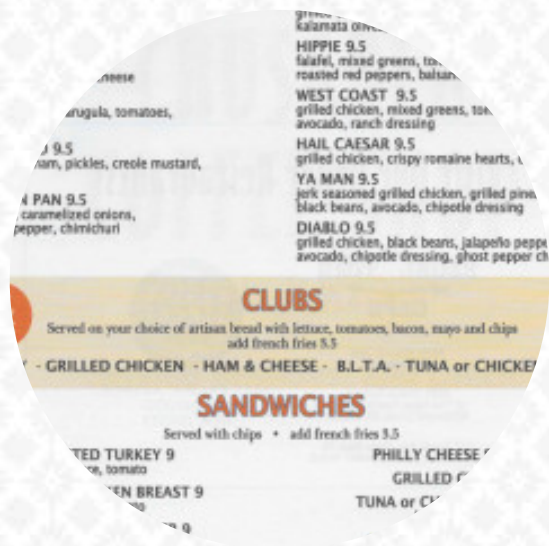 kalamata
HIPPIE 9.5
falafel, mixed greens,
roasted red peppers,
WEST COAST 9.5
grilled chicken, mixed greens,
avocado, ranch dressing
HAIL CAESAR 9.5
grilled chicken, crispy romaine hearts,
YA MAN 9.5
jerk seasoned grilled chicken, grilled
black beans, avocado, chipotle dressing
DIABLO 9.5
grilled chicken, black beans, jalapeño
avocado, chipotle dressing, ghost pepper
tomatoes,
9.5
pickles, creole mustard,
PAN 9.5
caramelized onions,
pepper, chimichuri
CLUBS
Served on your choice of artisan bread with lettuce, tomatoes, bacon, mayo and chips
add french fries 3.5
- GRILLED CHICKEN - HAM & CHEESE - B.L.T.A. - TUNA or
SANDWICHES
Served with chips • add french fries 3.5
TURKEY 9
tomato
BREAST 9
PHILLY CHEESE
GRILLED
TUNA or